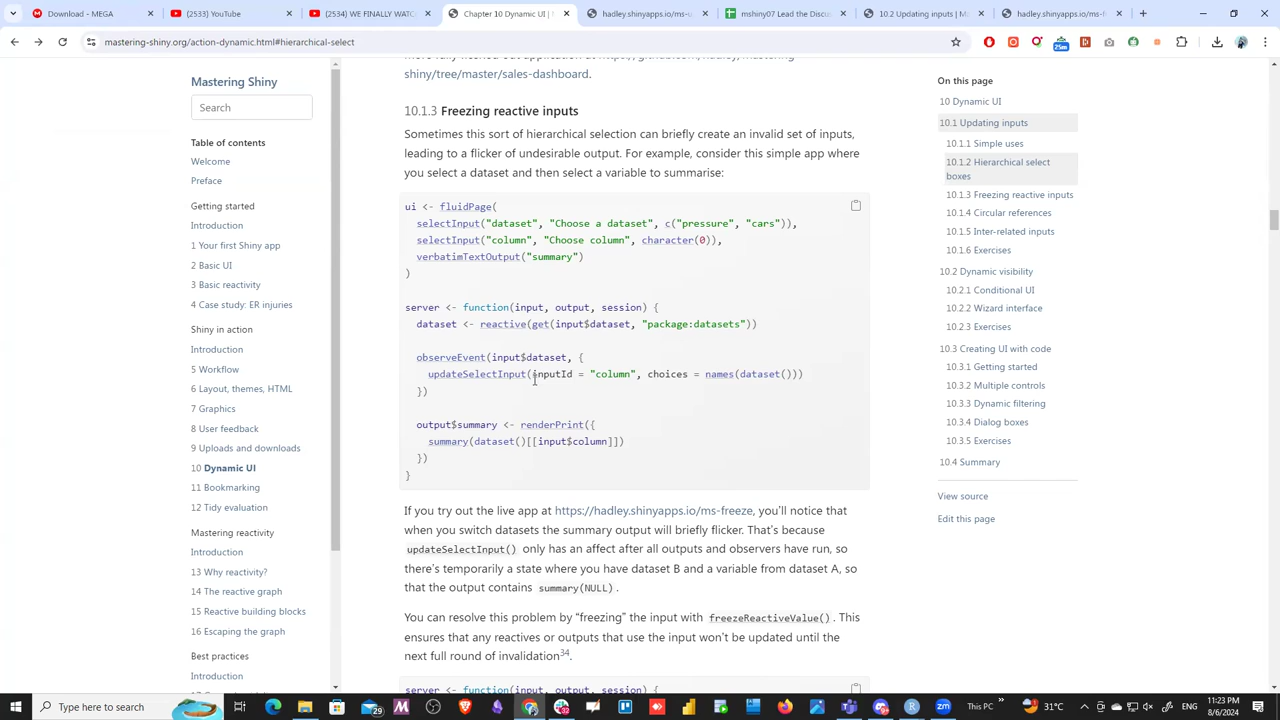 Download - MEGA
(2533) YouTube
(2534) WE FINALLY WATC
Chapter 10 Dynamic UI |
hadley.shinyapps.io/ms-u
mshiny07 Lead the Discu
10.2 Updating inputs | M
hadley.shinyapps.io/ms-f
mastering-shiny.org/action-dynamic.html#hierarchical-select
25m
Mastering Shiny
Search
Table of contents
Welcome
Preface
Getting started
Introduction
1 Your first Shiny app
2 Basic UI
3 Basic reactivity
4 Case study: ER injuries
Shiny in action
Introduction
5 Workflow
6 Layout, themes, HTML
7 Graphics
8 User feedback
9 Uploads and downloads
10 Dynamic UI
11 Bookmarking
12 Tidy evaluation
Mastering reactivity
Introduction
13 Why reactivity?
14 The reactive graph
15 Reactive building blocks
16 Escaping the graph
Best practices
Introduction
shiny/tree/master/sales-dashboard.
10.1.3 Freezing reactive inputs
Sometimes this sort of hierarchical selection can briefly create an invalid set of inputs,
leading to a flicker of undesirable output. For example, consider this simple app where
you select a dataset and then select a variable to summarise:
ui <- fluidPage(
selectInput("dataset", "Choose a dataset", c("pressure", "cars")),
selectInput("column", "Choose column", character(0)),
verbatimTextOutput("summary")
)
server <- function(input, output, session) {
dataset <- reactive(get(input$dataset, "package:datasets"))
observeEvent(input$dataset, {
updateSelectInput(inputId = "column", choices = names(dataset()))
})
output$summary <- renderPrint({
summary(dataset()[[input$column]])
})
}
If you try out the live app at https://hadley.shinyapps.io/ms-freeze, you'll notice that
when you switch datasets the summary output will briefly flicker. That's because
updateSelectInput() only has an affect after all outputs and observers have run, so
there's temporarily a state where you have dataset B and a variable from dataset A, so
that the output contains summary(NULL) .
You can resolve this problem by "freezing" the input with freezeReactiveValue() . This
ensures that any reactives or outputs that use the input won't be updated until the
next full round of invalidation34.
server <- function(input, output, session) {
On this page
10 Dynamic UI
10.1 Updating inputs
10.1.1 Simple uses
10.1.2 Hierarchical select
boxes
10.1.3 Freezing reactive inputs
10.1.4 Circular references
10.1.5 Inter-related inputs
10.1.6 Exercises
10.2 Dynamic visibility
10.2.1 Conditional UI
10.2.2 Wizard interface
10.2.3 Exercises
10.3 Creating UI with code
10.3.1 Getting started
10.3.2 Multiple controls
10.3.3 Dynamic filtering
10.3.4 Dialog boxes
10.3.5 Exercises
10.4 Summary
View source
Edit this page
Type here to search
This PC
31°C
11:23 PM
8/6/2024